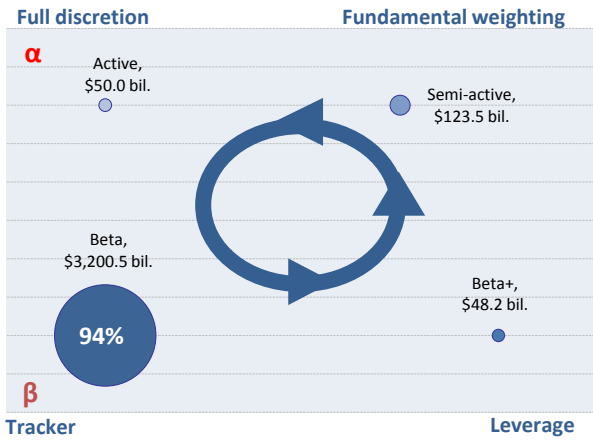 Full discretion
Fundamental weighting
α
Active,
$50.0 bil.
Semi-active,
$123.5 bil.
Beta,
$3,200.5 bil.
Beta+,
$48.2 bil.
94%
β
Tracker
Leverage